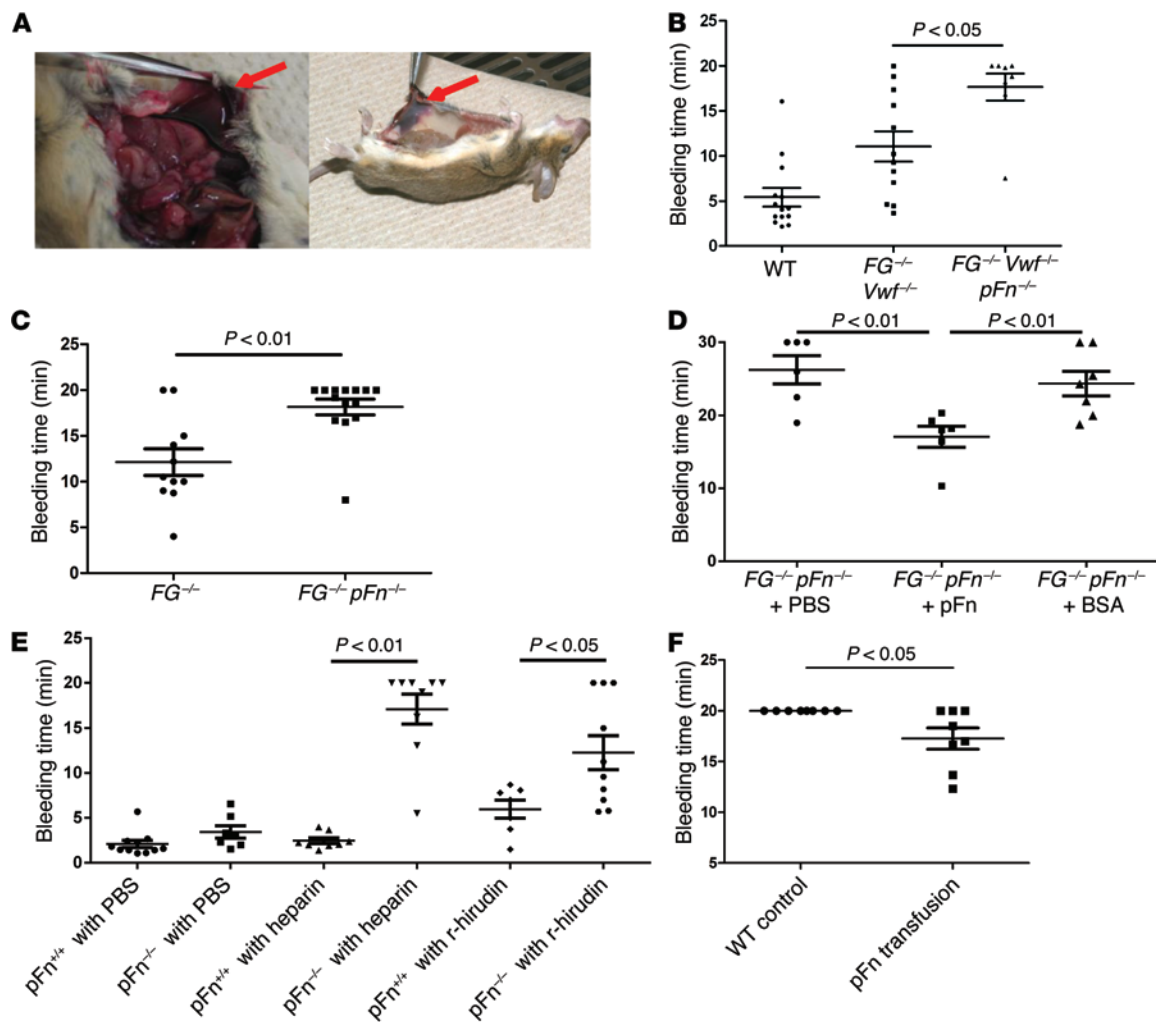 A
B
P < 0.05
Bleeding time (min)
20
15
10
5
0
WT
FG⁻/⁻
Vwf⁻/⁻
FG⁻/⁻ Vwf⁻/⁻
pFn⁻/⁻
C
P < 0.01
Bleeding time (min)
25
20
15
10
5
0
FG⁻/⁻
FG⁻/⁻ pFn⁻/⁻
D
P < 0.01
P < 0.01
Bleeding time (min)
30
20
10
0
FG⁻/⁻ pFn⁻/⁻
+ PBS
FG⁻/⁻ pFn⁻/⁻
+ pFn
FG⁻/⁻ pFn⁻/⁻
+ BSA
E
P < 0.01
P < 0.05
Bleeding time (min)
25
20
15
10
5
0
pFn⁺/⁺ with PBS
pFn⁻/⁻ with PBS
pFn⁺/⁺ with heparin
pFn⁻/⁻ with heparin
pFn⁺/⁺ with r-hirudin
pFn⁻/⁻ with r-hirudin
F
P < 0.05
Bleeding time (min)
25
20
15
10
5
WT control
pFn transfusion